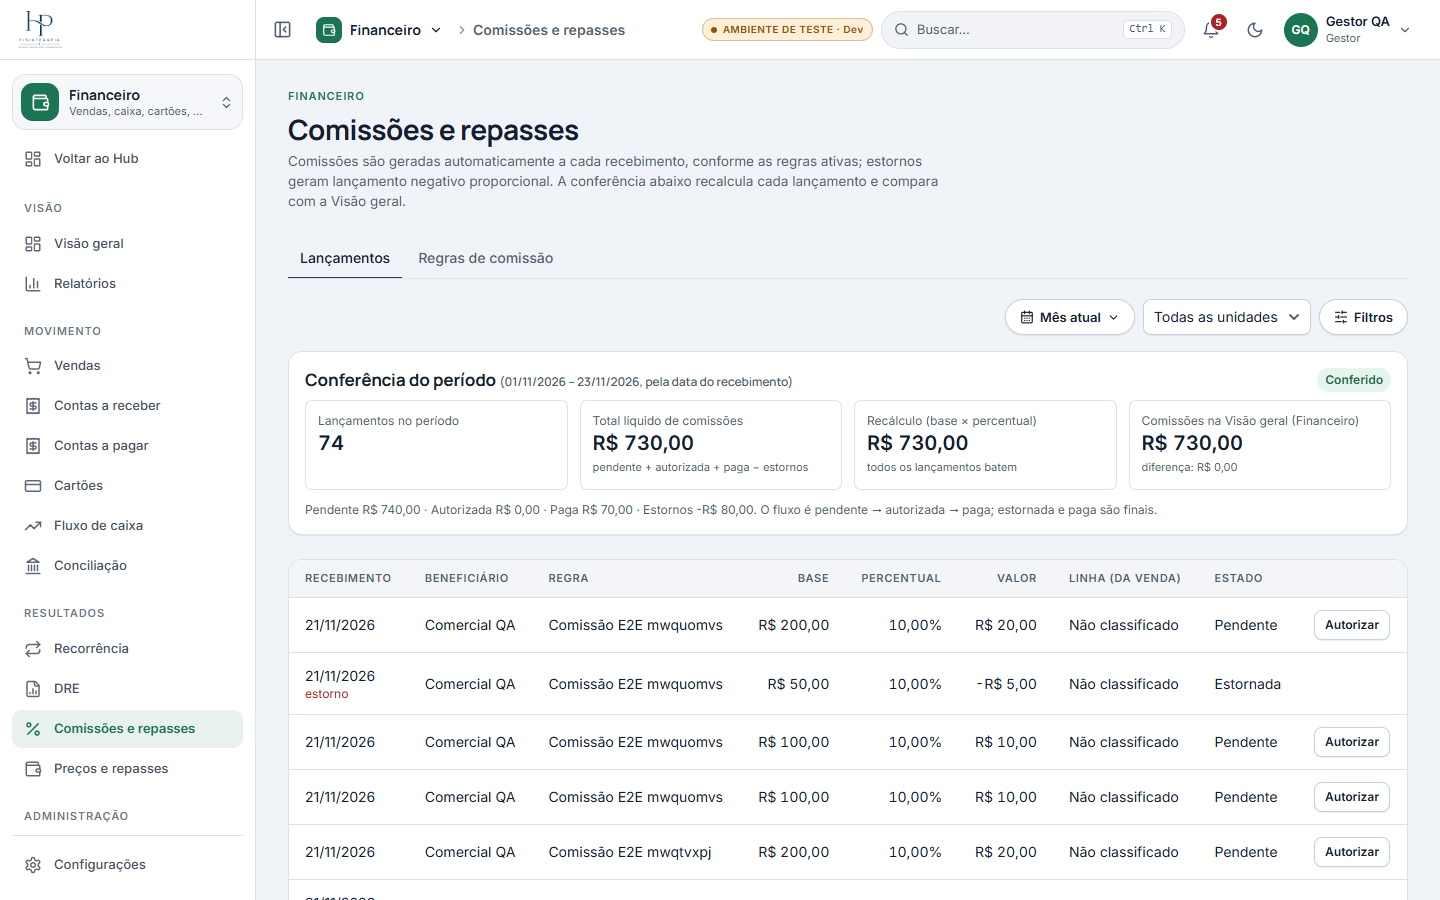 hp
FISIOTERAPIA
Financeiro
Comissões e repasses
AMBIENTE DE TESTE · Dev
Buscar...
Ctrl K
5
GQ
Gestor QA
Gestor
Financeiro
Vendas, caixa, cartões, ...
Voltar ao Hub
VISÃO
Visão geral
Relatórios
MOVIMENTO
Vendas
Contas a receber
Contas a pagar
Cartões
Fluxo de caixa
Conciliação
RESULTADOS
Recorrência
DRE
Comissões e repasses
Preços e repasses
ADMINISTRAÇÃO
Configurações
FINANCEIRO
Comissões e repasses
Comissões são geradas automaticamente a cada recebimento, conforme as regras ativas; estornos
geram lançamento negativo proporcional. A conferência abaixo recalcula cada lançamento e compara
com a Visão geral.
Lançamentos
Regras de comissão
Mês atual
Todas as unidades
Filtros
Conferência do período (01/11/2026 – 23/11/2026, pela data do recebimento)
Conferido
Lançamentos no período
74
Total líquido de comissões
R$ 730,00
pendente + autorizada + paga − estornos
Recálculo (base × percentual)
R$ 730,00
todos os lançamentos batem
Comissões na Visão geral (Financeiro)
R$ 730,00
diferença: R$ 0,00
Pendente R$ 740,00 · Autorizada R$ 0,00 · Paga R$ 70,00 · Estornos -R$ 80,00. O fluxo é pendente → autorizada → paga; estornada e paga são finais.
RECEBIMENTO BENEFICIÁRIO REGRA BASE PERCENTUAL VALOR LINHA (DA VENDA) ESTADO
21/11/2026 Comercial QA Comissão E2E mwquomvs R$ 200,00 10,00% R$ 20,00 Não classificado Pendente Autorizar
21/11/2026 Comercial QA Comissão E2E mwquomvs R$ 50,00 10,00% -R$ 5,00 Não classificado Estornada
estorno
21/11/2026 Comercial QA Comissão E2E mwquomvs R$ 100,00 10,00% R$ 10,00 Não classificado Pendente Autorizar
21/11/2026 Comercial QA Comissão E2E mwquomvs R$ 100,00 10,00% R$ 10,00 Não classificado Pendente Autorizar
21/11/2026 Comercial QA Comissão E2E mwqtvxpj R$ 200,00 10,00% R$ 20,00 Não classificado Pendente Autorizar